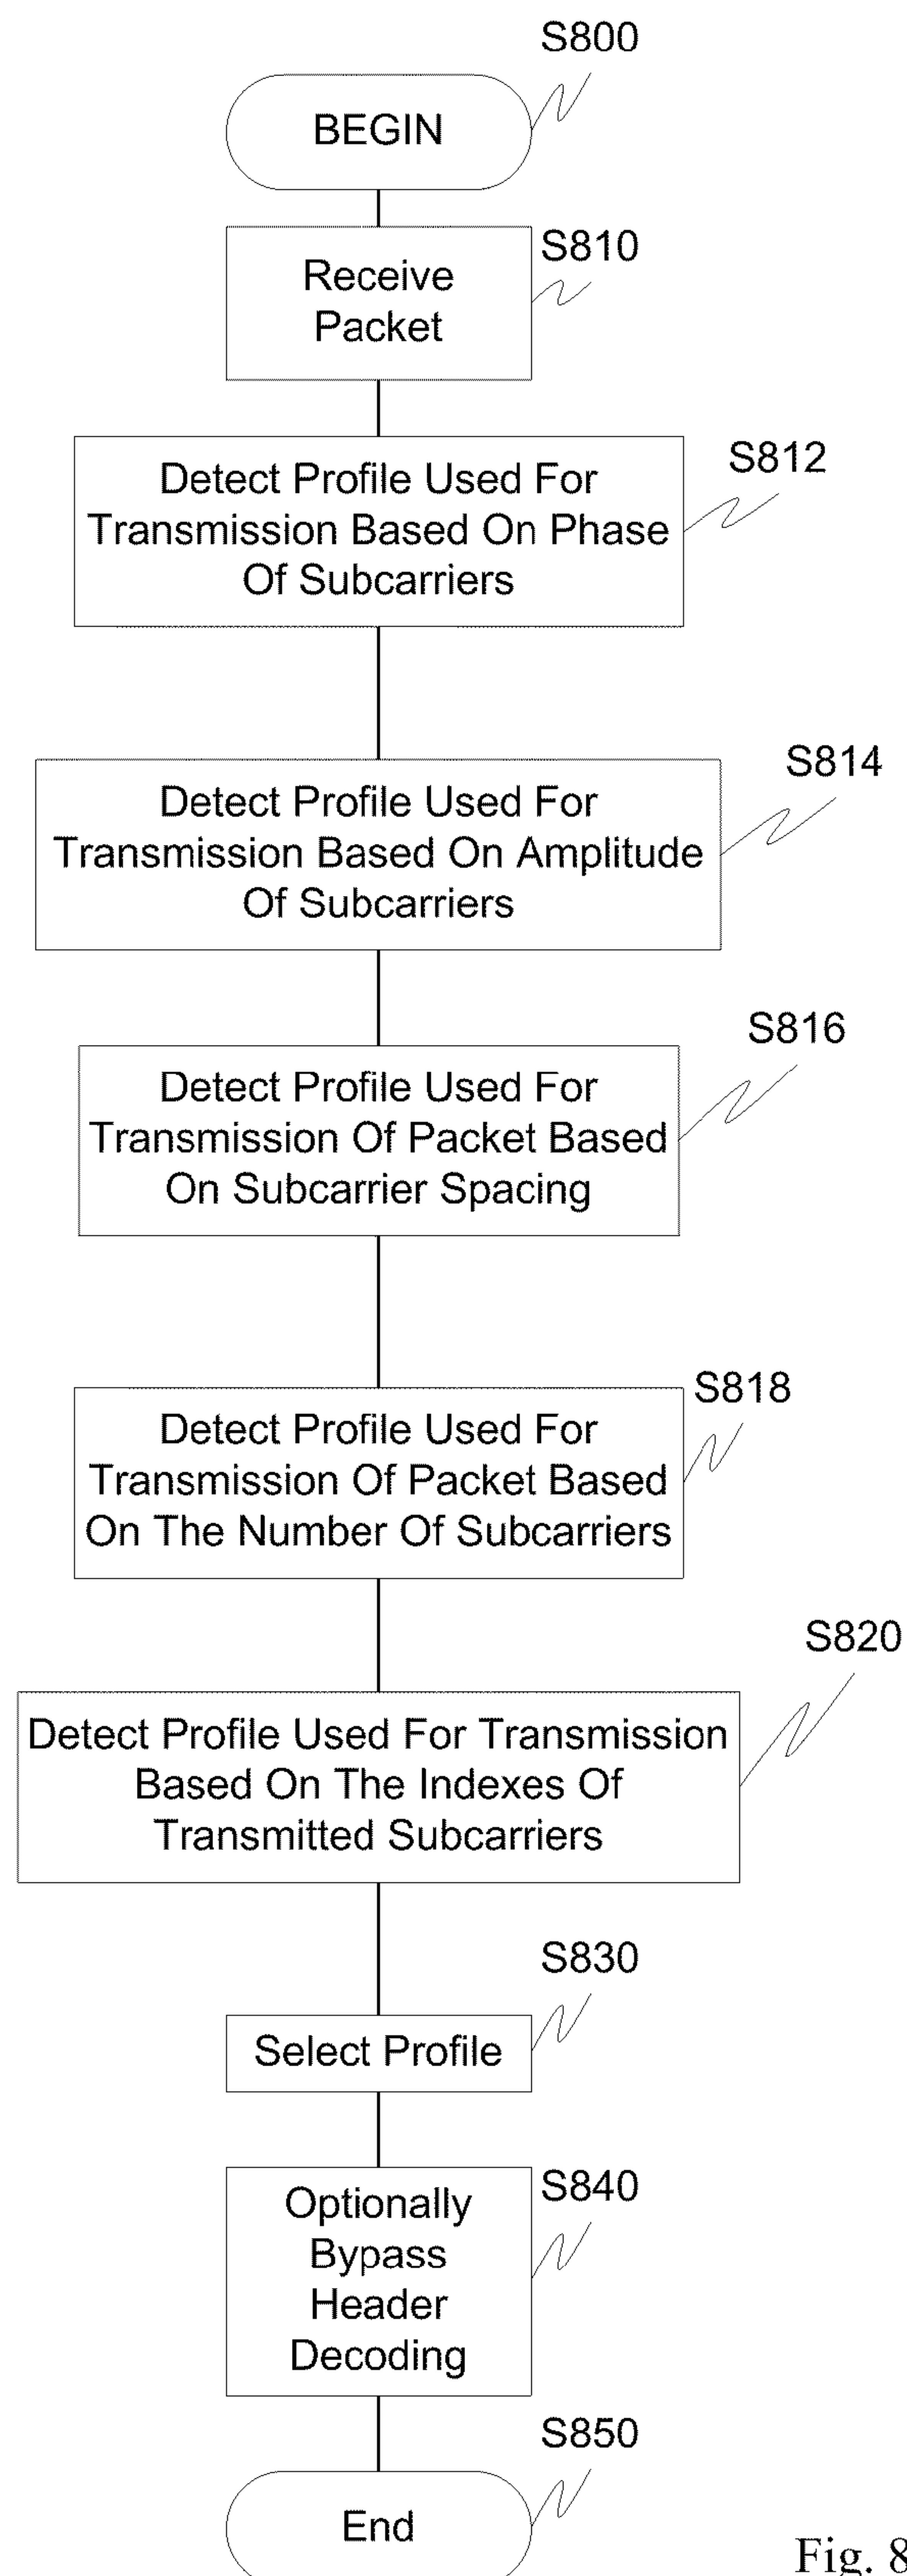 S800
BEGIN
S810
Receive
Packet
S812
Detect Profile Used For
Transmission Based On Phase
Of Subcarriers
S814
Detect Profile Used For
Transmission Based On Amplitude
Of Subcarriers
S816
Detect Profile Used For
Transmission Of Packet Based
On Subcarrier Spacing
S818
Detect Profile Used For
Transmission Of Packet Based
On The Number Of Subcarriers
S820
Detect Profile Used For Transmission
Based On The Indexes Of
Transmitted Subcarriers
S830
Select Profile
S840
Optionally
Bypass
Header
Decoding
S850
End
Fig. 8